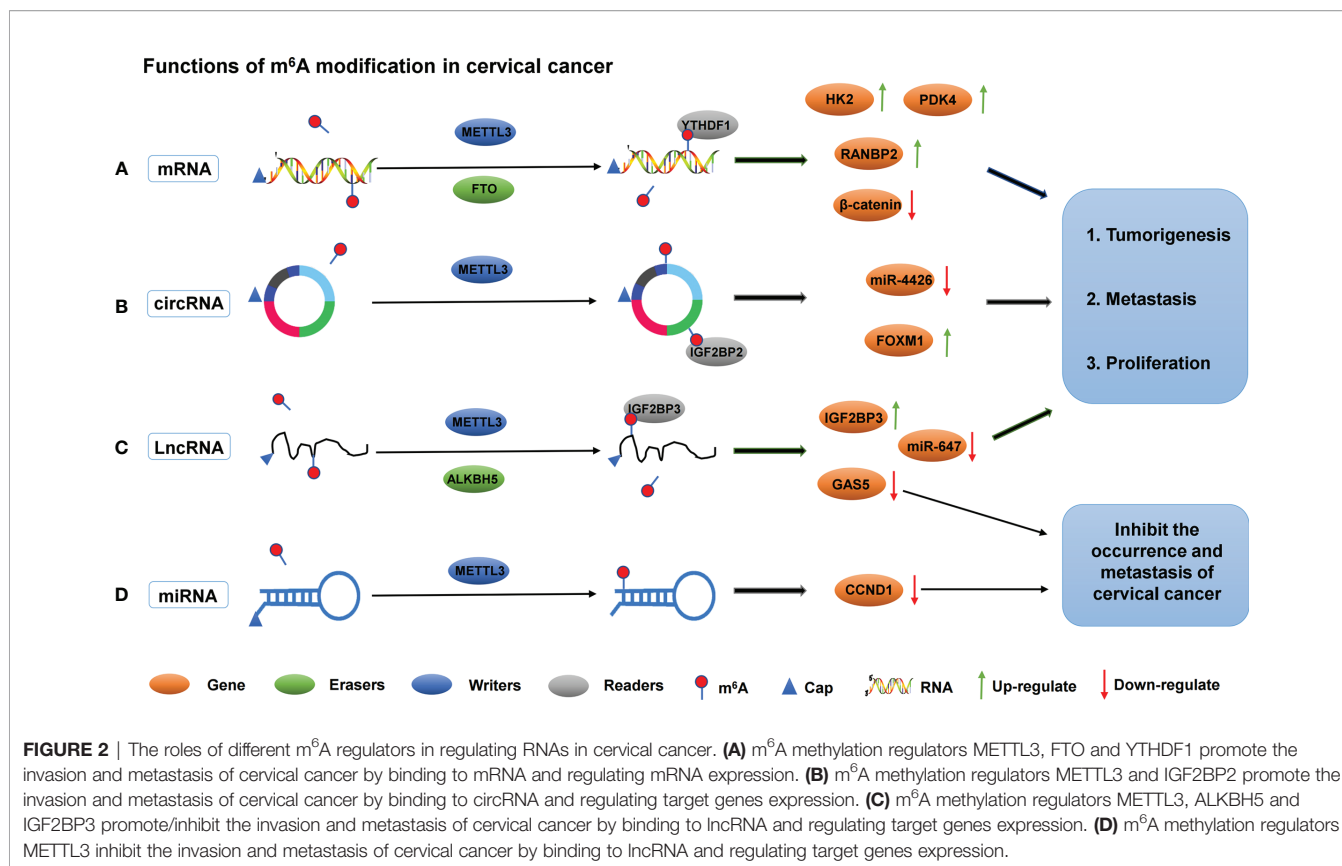 Functions of m⁶A modification in cervical cancer
HK2
PDK4
METTL3
YTHDF1
RANBP2
A
mRNA
FTO
β-catenin
1. Tumorigenesis
METTL3
miR-4426
2. Metastasis
B
circRNA
FOXM1
IGF2BP2
3. Proliferation
IGF2BP3
IGF2BP3
METTL3
miR-647
C
LncRNA
ALKBH5
GAS5
Inhibit the
occurrence and
metastasis of
cervical cancer
METTL3
D
miRNA
CCND1
Gene
Erasers
Writers
Readers
m⁶A
Cap
RNA
Up-regulate
Down-regulate
FIGURE 2 | The roles of different m⁶A regulators in regulating RNAs in cervical cancer. (A) m⁶A methylation regulators METTL3, FTO and YTHDF1 promote the
invasion and metastasis of cervical cancer by binding to mRNA and regulating mRNA expression. (B) m⁶A methylation regulators METTL3 and IGF2BP2 promote the
invasion and metastasis of cervical cancer by binding to circRNA and regulating target genes expression. (C) m⁶A methylation regulators METTL3, ALKBH5 and
IGF2BP3 promote/inhibit the invasion and metastasis of cervical cancer by binding to lncRNA and regulating target genes expression. (D) m⁶A methylation regulators
METTL3 inhibit the invasion and metastasis of cervical cancer by binding to lncRNA and regulating target genes expression.